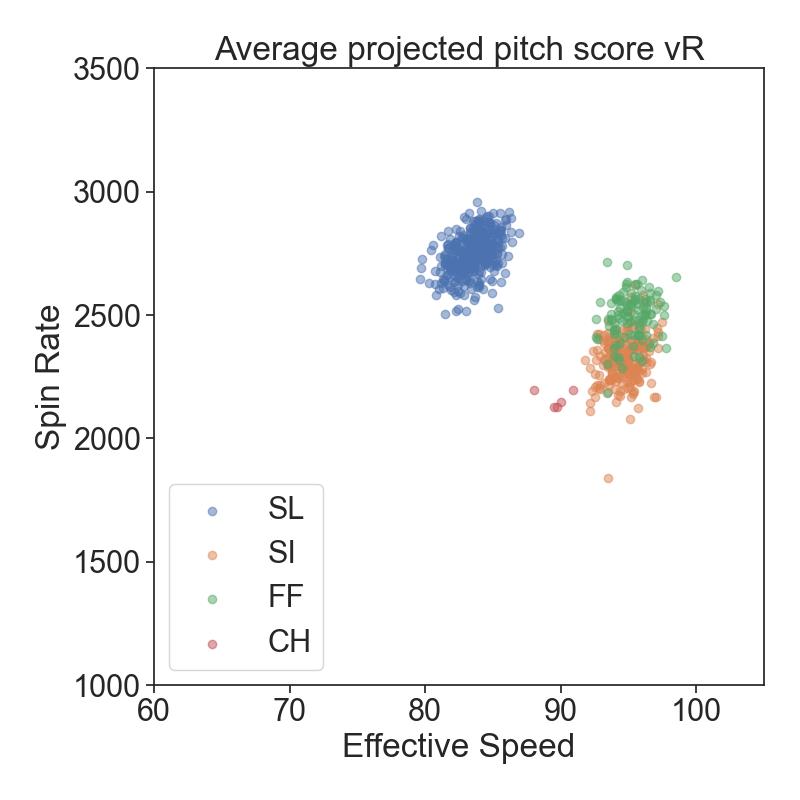 Average projected pitch score vR
3500
3000
2500
2000
1500
1000
Spin Rate
SL
SI
FF
CH
60 70 80 90 100
Effective Speed